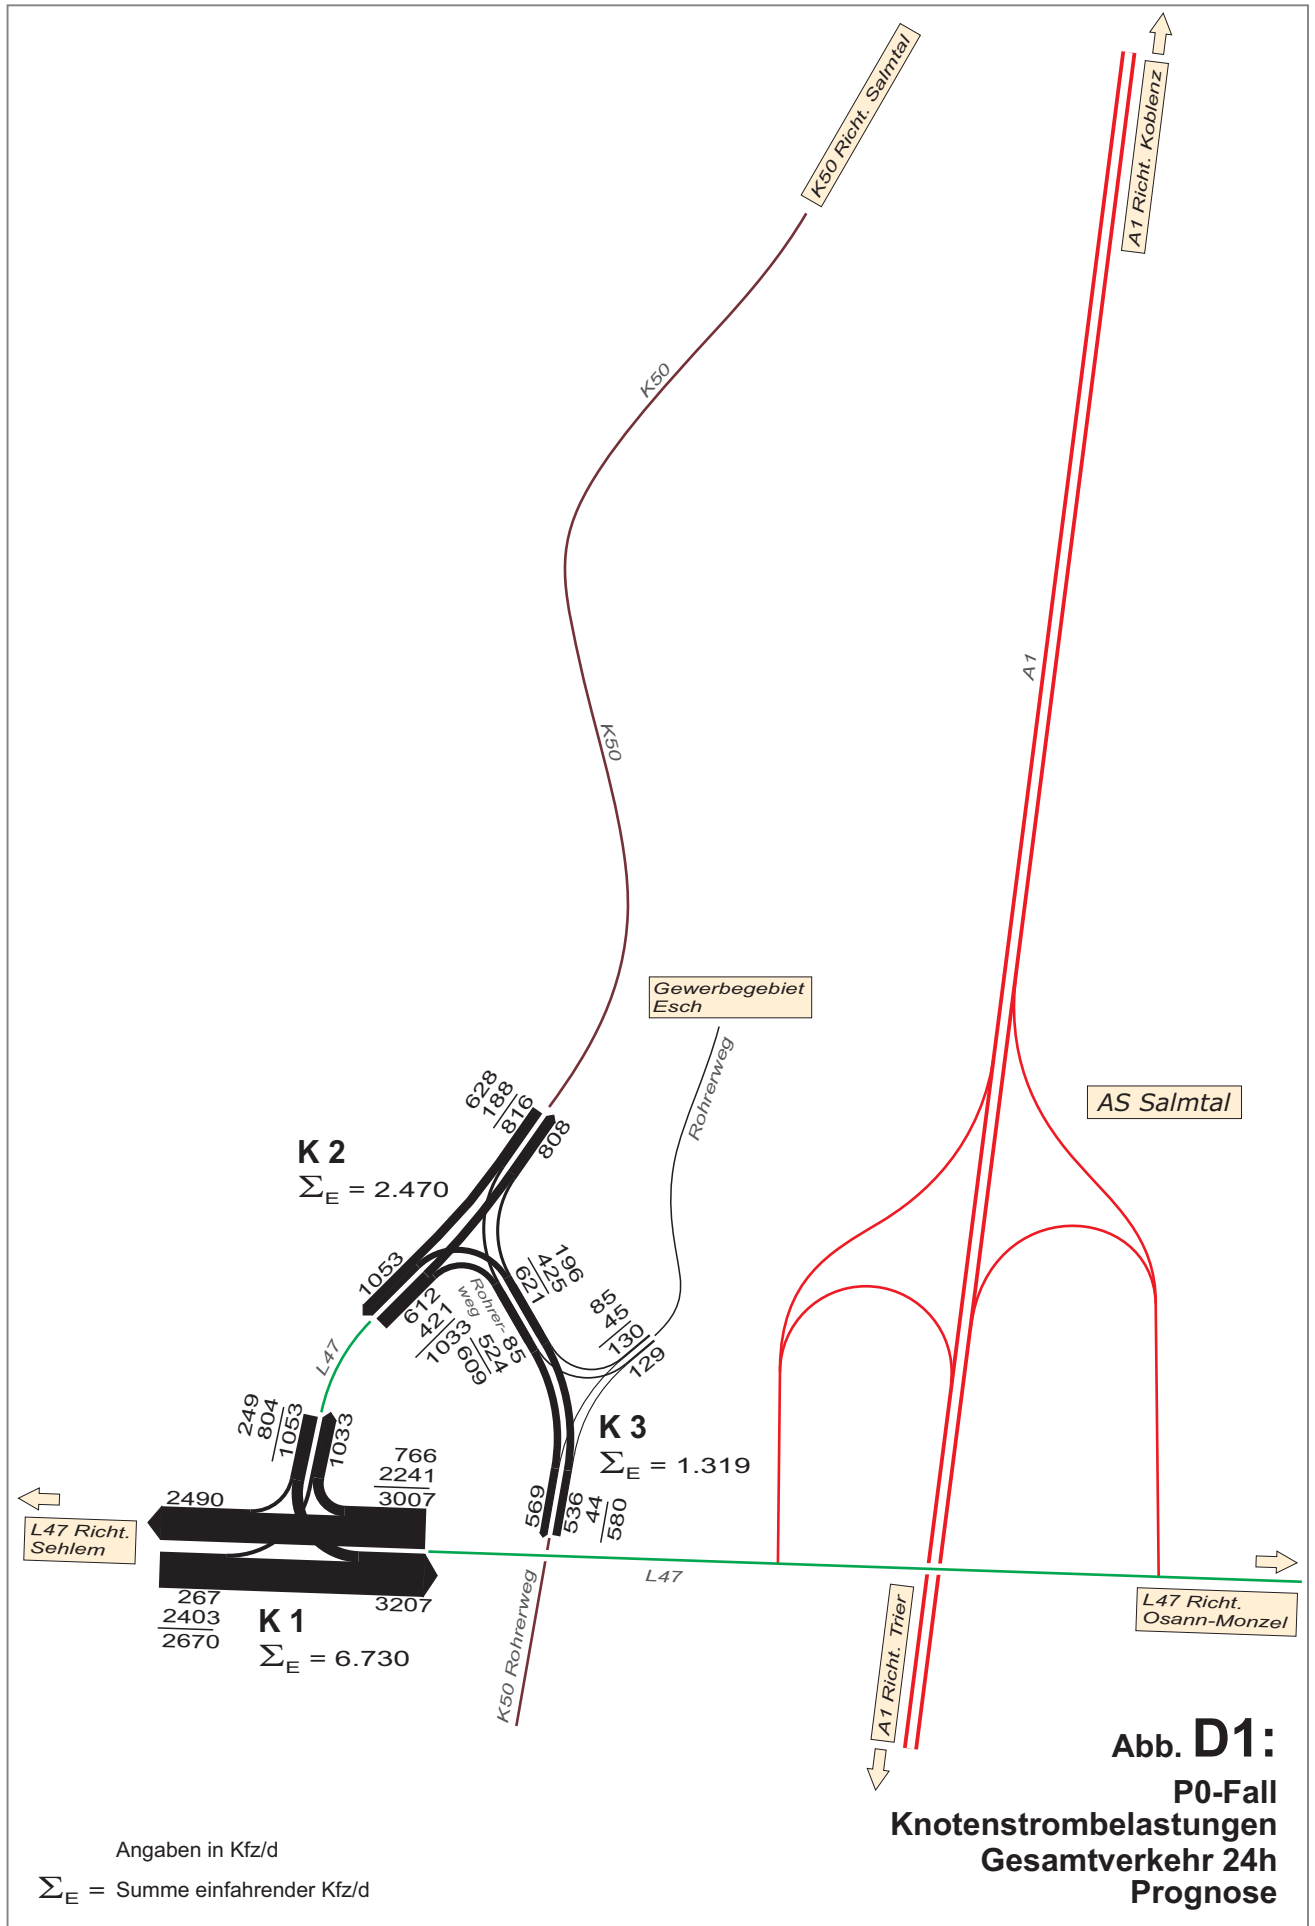 K50 Richt. Salmtal
A1 Richt. Koblenz
K50
A1
K50
Gewerbegebiet
Esch
Rohrerweg
AS Salmtal
628
188
816
808
K 2
ΣE = 2.470
1053
612
421
1033
Rohrer-
weg
85
524
609
196
425
621
85
45
130
129
L47
249
804
1053
1033
766
2241
3007
2490
K 3
ΣE = 1.319
569
536
44
580
L47 Richt.
Sehlem
267
2403
2670
3207
K 1
ΣE = 6.730
L47
K50 Rohrerweg
A1 Richt. Trier
L47 Richt.
Osann-Monzel
Abb. D1:
P0-Fall
Knotenstrombelastungen
Gesamtverkehr 24h
Prognose
Angaben in Kfz/d
ΣE = Summe einfahrender Kfz/d